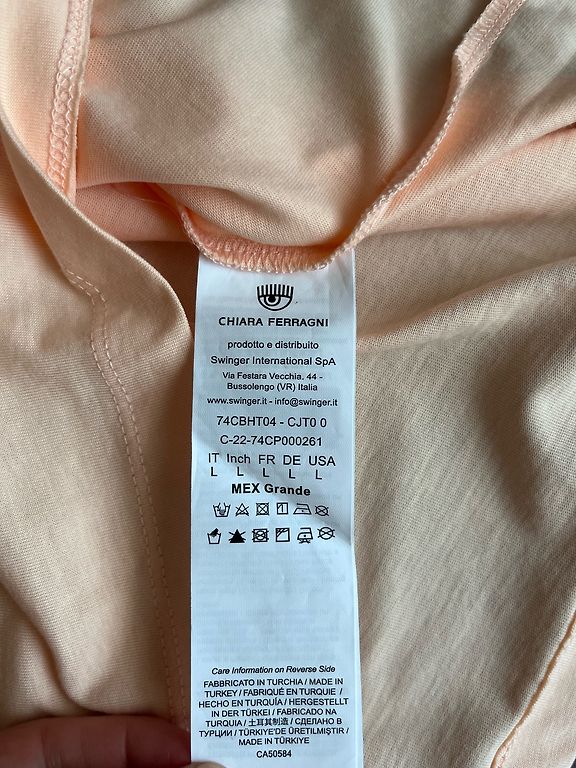 CHIARA FERRAGNI
prodotto e distribuito
Swinger International SpA
Via Festara Vecchia, 44 -
Bussolengo (VR) Italia
www.swinger.it - info@swinger.it
74CBHT04 - CJT0 0
C-22-74CP000261
IT Inch FR DE USA
L L L L L
MEX Grande
Care Information on Reverse Side
FABBRICATO IN TURCHIA / MADE IN
TURKEY / FABRIQUÉ EN TURQUIE /
HECHO EN TURQUÍA / HERGESTELLT
IN DER TÜRKEI / FABRICADO NA
TURQUIA / 土耳其制造 / СДЕЛАНО В
ТУРЦИИ / TÜRKİYE'DE ÜRETİLMİŞTİR /
MADE IN TÜRKİYE
CA50584